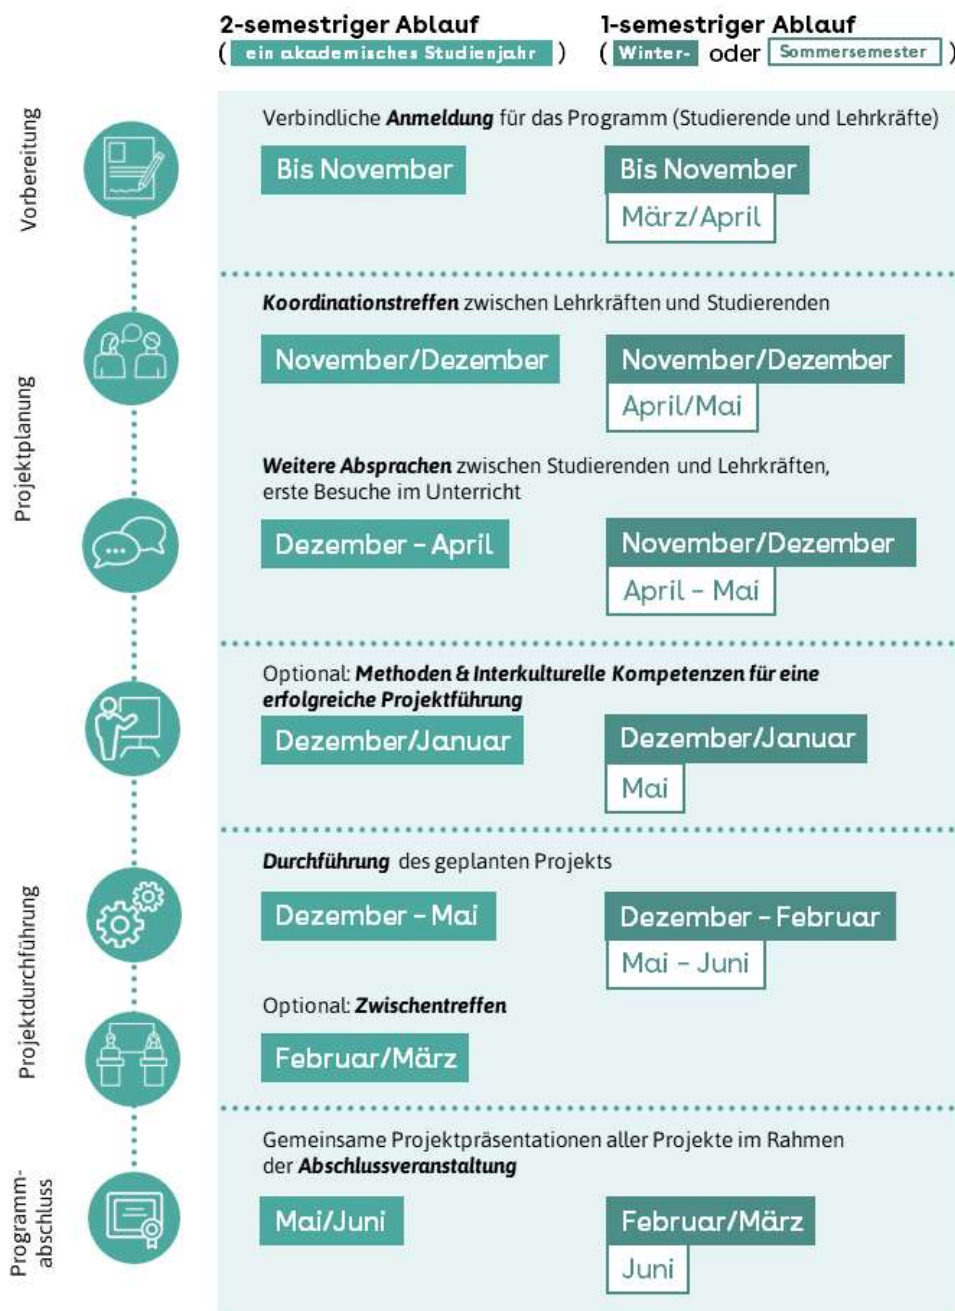 2-semestriger Ablauf
( ein akademisches Studienjahr )
1-semestriger Ablauf
( Winter- oder Sommersemester )
Vorbereitung
Verbindliche Anmeldung für das Programm (Studierende und Lehrkräfte)
Bis November
Bis November
März/April
Projektplanung
Koordinationstreffen zwischen Lehrkräften und Studierenden
November/Dezember
November/Dezember
April/Mai
Weitere Absprachen zwischen Studierenden und Lehrkräften,
erste Besuche im Unterricht
Dezember – April
November/Dezember
April – Mai
Optional: Methoden & Interkulturelle Kompetenzen für eine
erfolgreiche Projektführung
Dezember/Januar
Dezember/Januar
Mai
Projektdurchführung
Durchführung des geplanten Projekts
Dezember – Mai
Dezember – Februar
Mai – Juni
Optional: Zwischentreffen
Februar/März
Programm-
abschluss
Gemeinsame Projektpräsentationen aller Projekte im Rahmen
der Abschlussveranstaltung
Mai/Juni
Februar/März
Juni